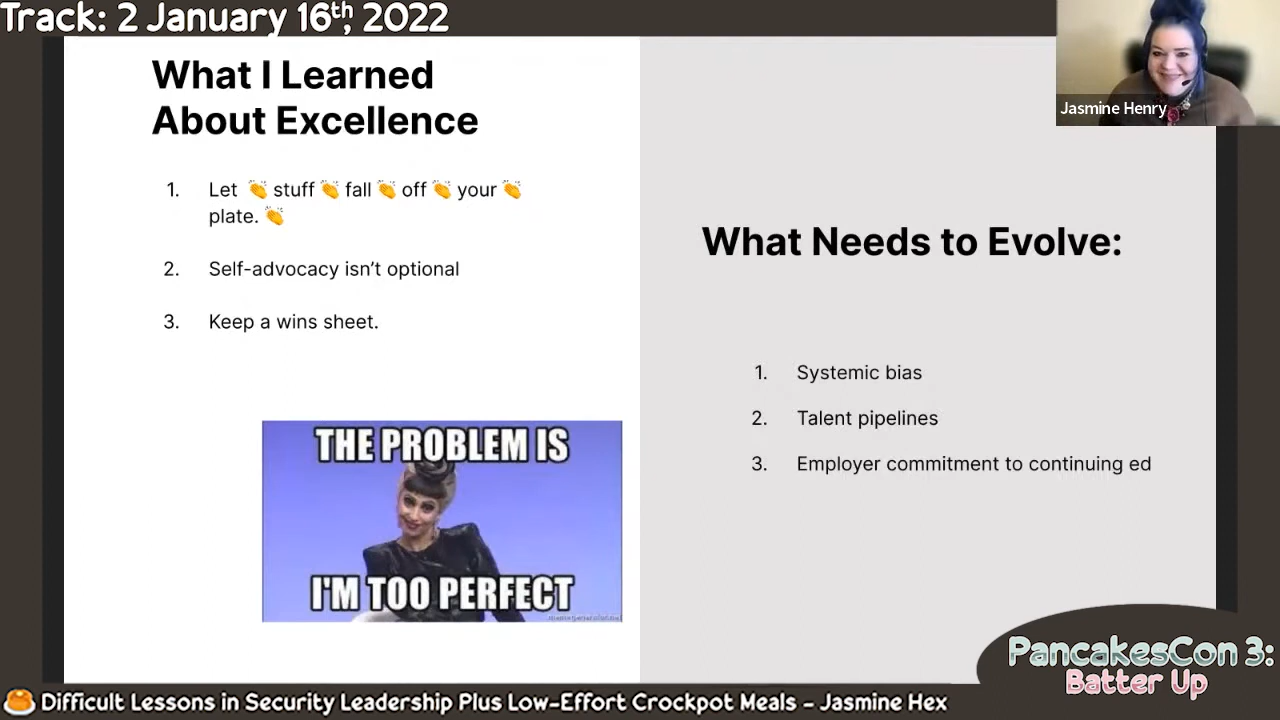 Track: 2 January 16th, 2022
Jasmine Henry
What I Learned
About Excellence
1. Let 👏 stuff 👏 fall 👏 off 👏 your 👏
plate. 👏
2. Self-advocacy isn’t optional
3. Keep a wins sheet.
THE PROBLEM IS
I'M TOO PERFECT
What Needs to Evolve:
1. Systemic bias
2. Talent pipelines
3. Employer commitment to continuing ed
PancakesCon 3:
Batter Up
Difficult Lessons in Security Leadership Plus Low-Effort Crockpot Meals - Jasmine Hex